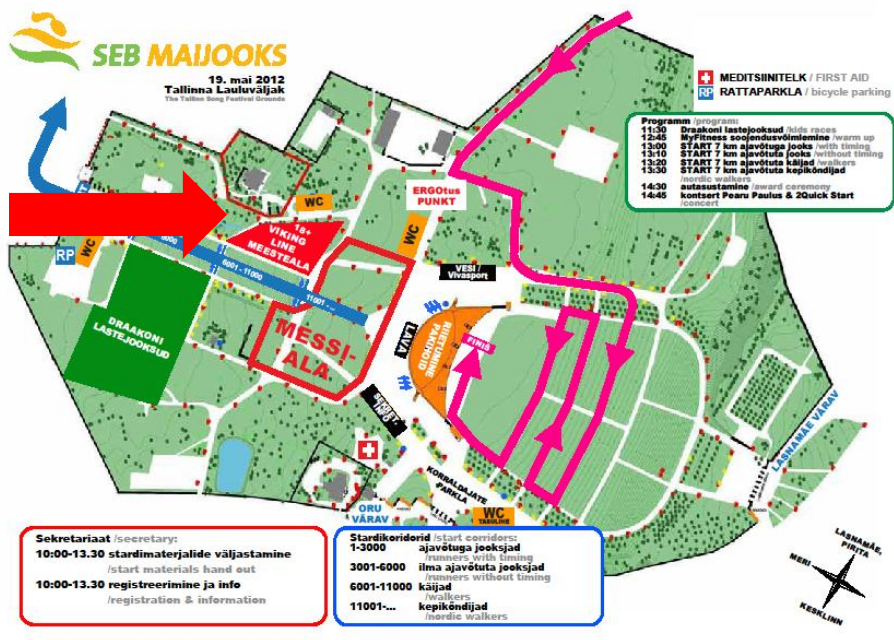 SEB MAIJOOKS
19. mai 2012
Tallinna Lauluväljak
The Tallinn Song Festival Grounds
MEDITSIINITELK / FIRST AID
RP RATTAPARKLA / bicycle parking
Programm /program:
11:30 Draakoni lastejooksud /kids races
12:45 MyFitness soojendusvõimlemine /warm up
13:00 START 7 km ajavõtuga jooks /with timing
13:10 START 7 km ajavõtuta jooks /without timing
13:20 START 7 km ajavõtuta käijad /walkers
13:30 START 7 km ajavõtuta kepikõndijad
/nordic walkers
14:30 autasustamine /award ceremony
14:45 kontsert Pearu Paulus & 2Quick Start
/concert
ERGOtus
PUNKT
WC
WC
WC
RP
18+
VIKING
LINE
MEESTEALA
6001 - 11000
11001 -...
VESI /
Vivasport
DRAAKONI
LASTEJOOKSUD
MESSI-
ALA
LAVA
RIIETUMINE
PAKIHOID
FINIŠ
SEKRET.
INFO
KORRALDAJATE
PARKLA
ORU
VÄRAV
WC
TASULINE
LASNAMÄE VÄRAV
Sekretariaat /secretary:
10:00-13.30 stardimaterjalide väljastamine
/start materials hand out
10:00-13.30 registreerimine ja info
/registration & information
Stardikoridorid /start corridors:
1-3000 ajavõtuga jooksjad
/runners with timing
3001-6000 ilma ajavõtuta jooksjad
/runners without timing
6001-11000 käijad
/walkers
11001-... kepikõndijad
/nordic walkers
LASNAMÄE,
PIRITA
MERI
KESKLINN